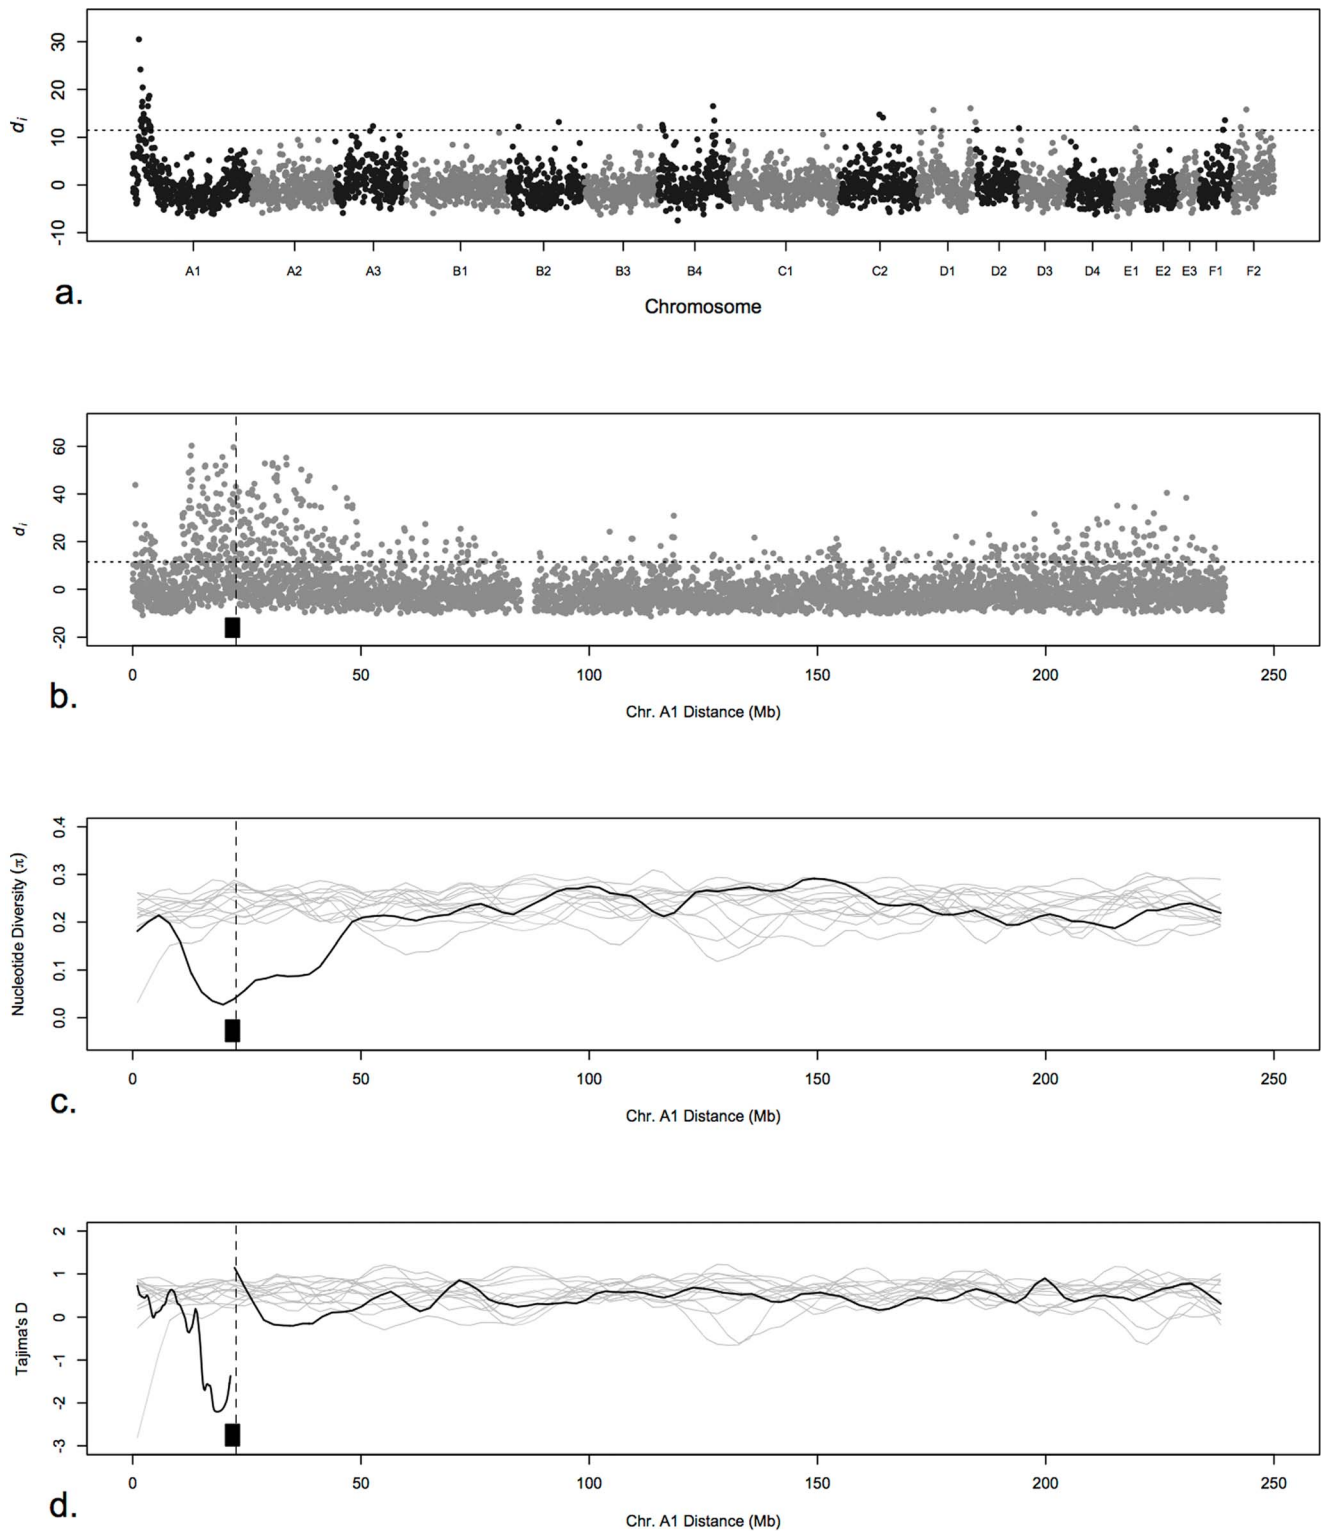 30
20
10
0
-10
d_i
A1 A2 A3 B1 B2 B3 B4 C1 C2 D1 D2 D3 D4 E1 E2 E3 F1 F2
a.
Chromosome
60
40
20
0
-20
d_i
0 50 100 150 200 250
b.
Chr. A1 Distance (Mb)
0.4
0.3
0.2
0.1
0.0
Nucleotide Diversity (π)
0 50 100 150 200 250
c.
Chr. A1 Distance (Mb)
2
1
0
-1
-2
-3
Tajima's D
0 50 100 150 200 250
d.
Chr. A1 Distance (Mb)